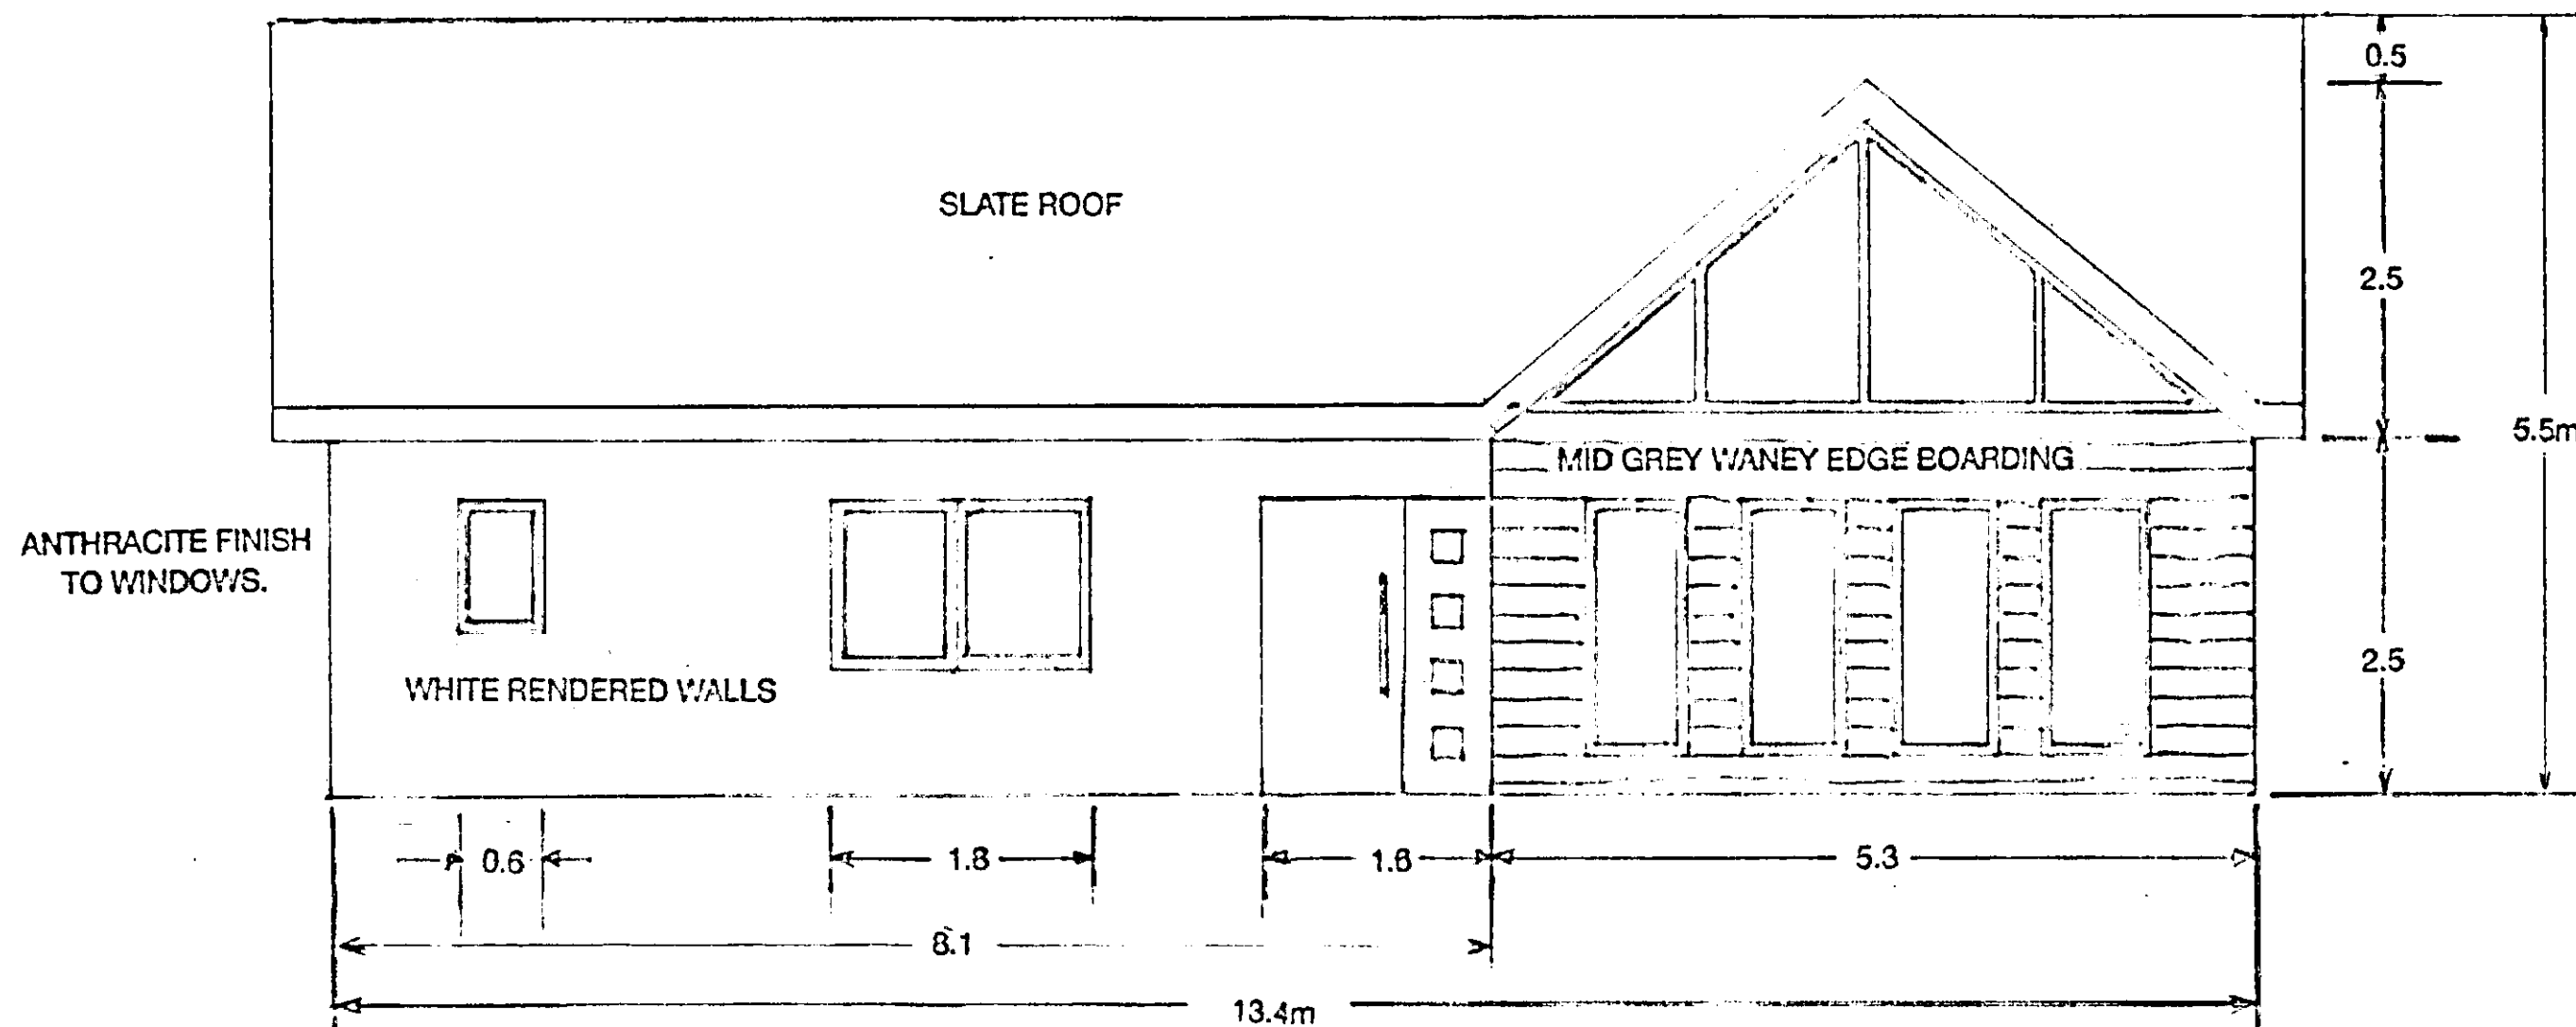 0.5
SLATE ROOF
2.5
5.5m
MID GREY WANEY EDGE BOARDING
ANTHRACITE FINISH
TO WINDOWS.
WHITE RENDERED WALLS
2.5
0.6
1.8
1.6
5.3
8.1
13.4m